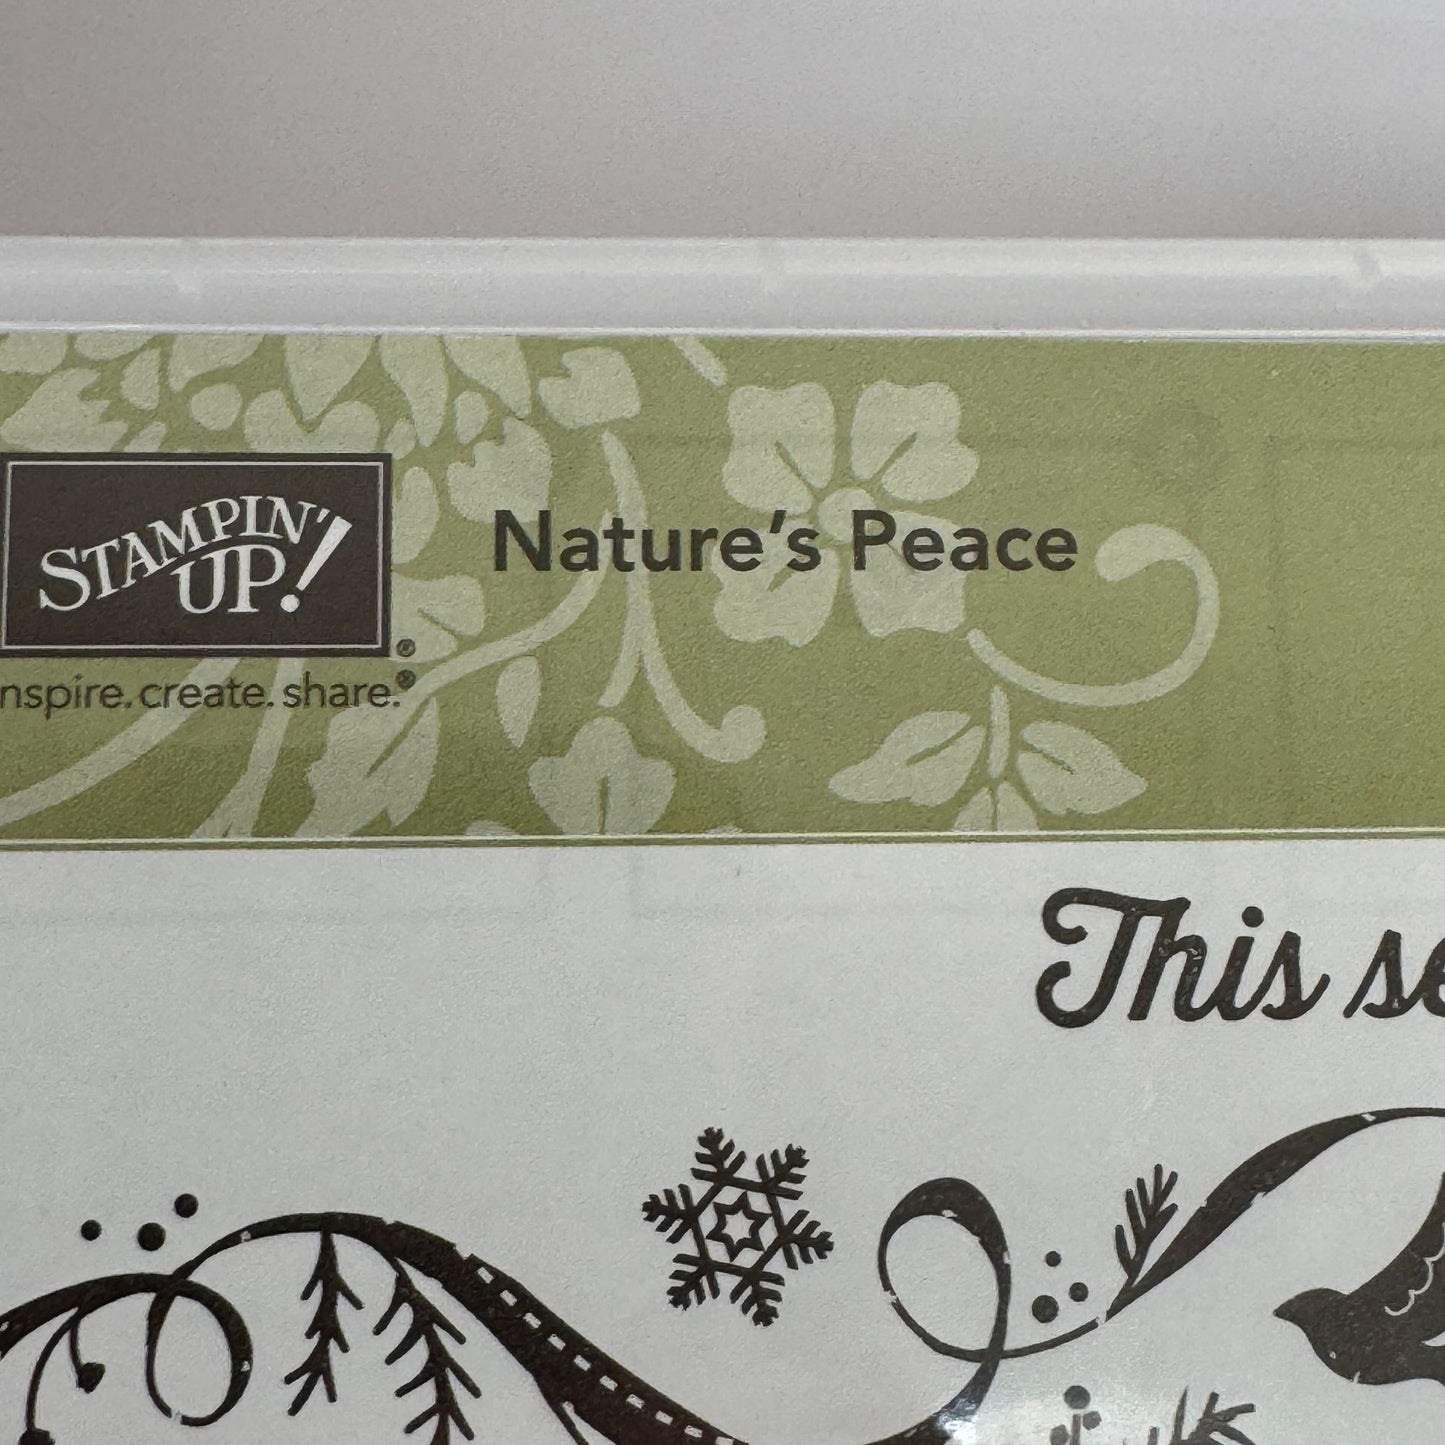 STAMPIN' UP!®
nspire. create. share.®
Nature's Peace
This se